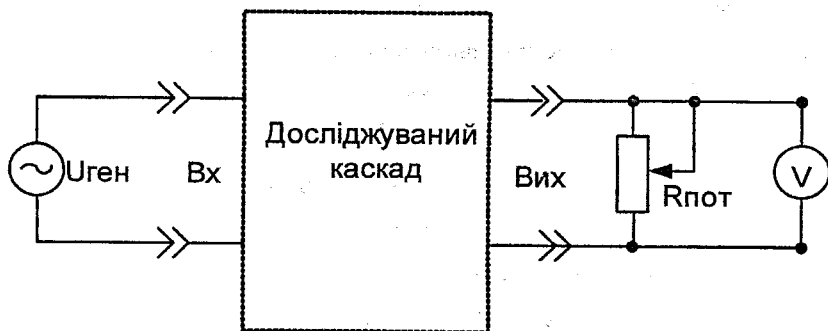 Uген
Вх
Досліджуваний
каскад
Вих
Rпот
V